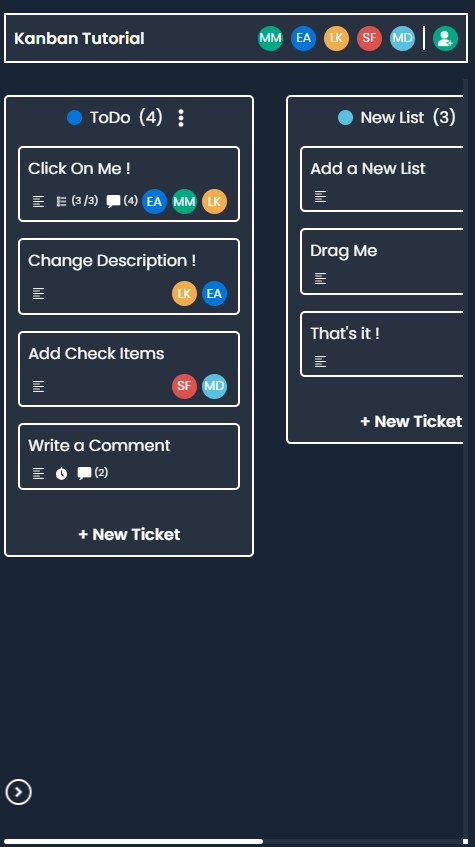 Kanban Tutorial MM EA LK SF MD
ToDo (4)
Click On Me !
(3 /3) (4) EA MM LK
Change Description !
LK EA
Add Check Items
SF MD
Write a Comment
(2)
+ New Ticket
New List (3)
Add a New List
Drag Me
That's it !
+ New Ticket